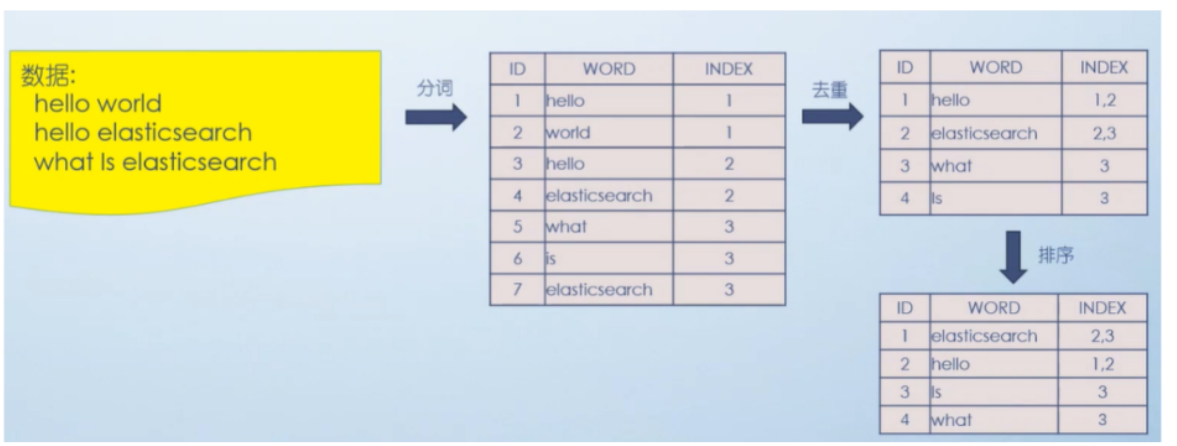 数据:
hello world
hello elasticsearch
what Is elasticsearch
分词
ID WORD INDEX
1 hello 1
2 world 1
3 hello 2
4 elasticsearch 2
5 what 3
6 is 3
7 elasticsearch 3
去重
ID WORD INDEX
1 hello 1,2
2 elasticsearch 2,3
3 what 3
4 Is 3
排序
ID WORD INDEX
1 elasticsearch 2,3
2 hello 1,2
3 Is 3
4 what 3